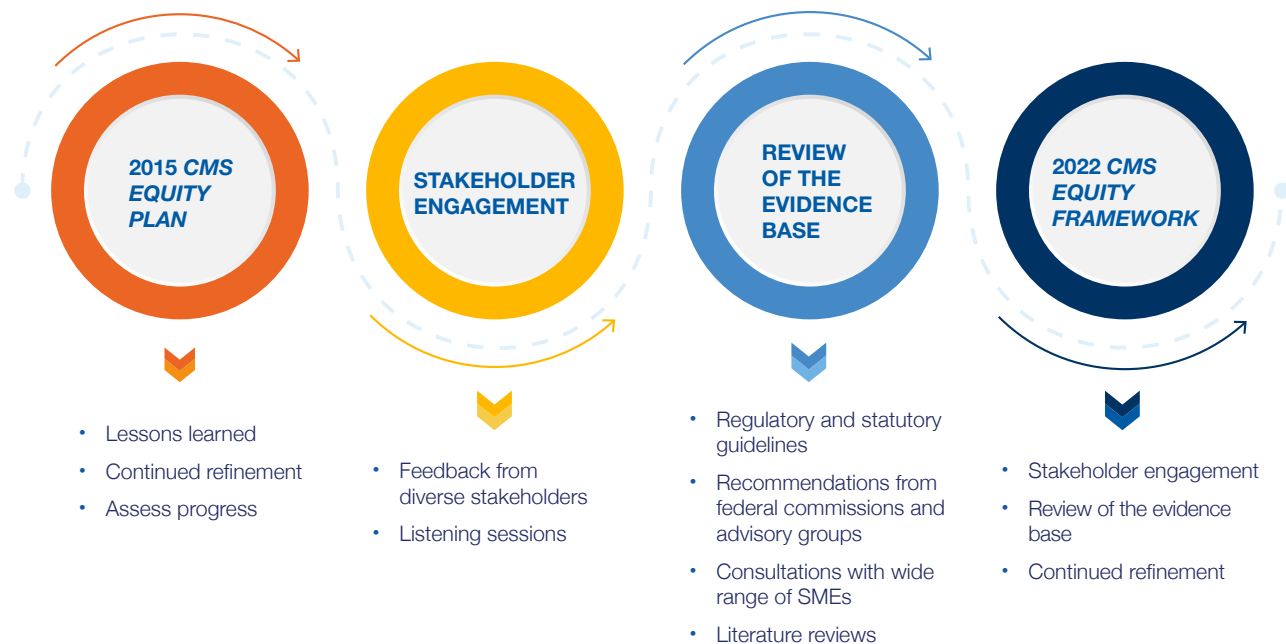 2015 CMS
EQUITY
PLAN
STAKEHOLDER
ENGAGEMENT
REVIEW
OF THE
EVIDENCE
BASE
2022 CMS
EQUITY
FRAMEWORK
• Lessons learned
• Continued refinement
• Assess progress
• Feedback from
diverse stakeholders
• Listening sessions
• Regulatory and statutory
guidelines
• Recommendations from
federal commissions and
advisory groups
• Consultations with wide
range of SMEs
• Literature reviews
• Stakeholder engagement
• Review of the evidence
base
• Continued refinement